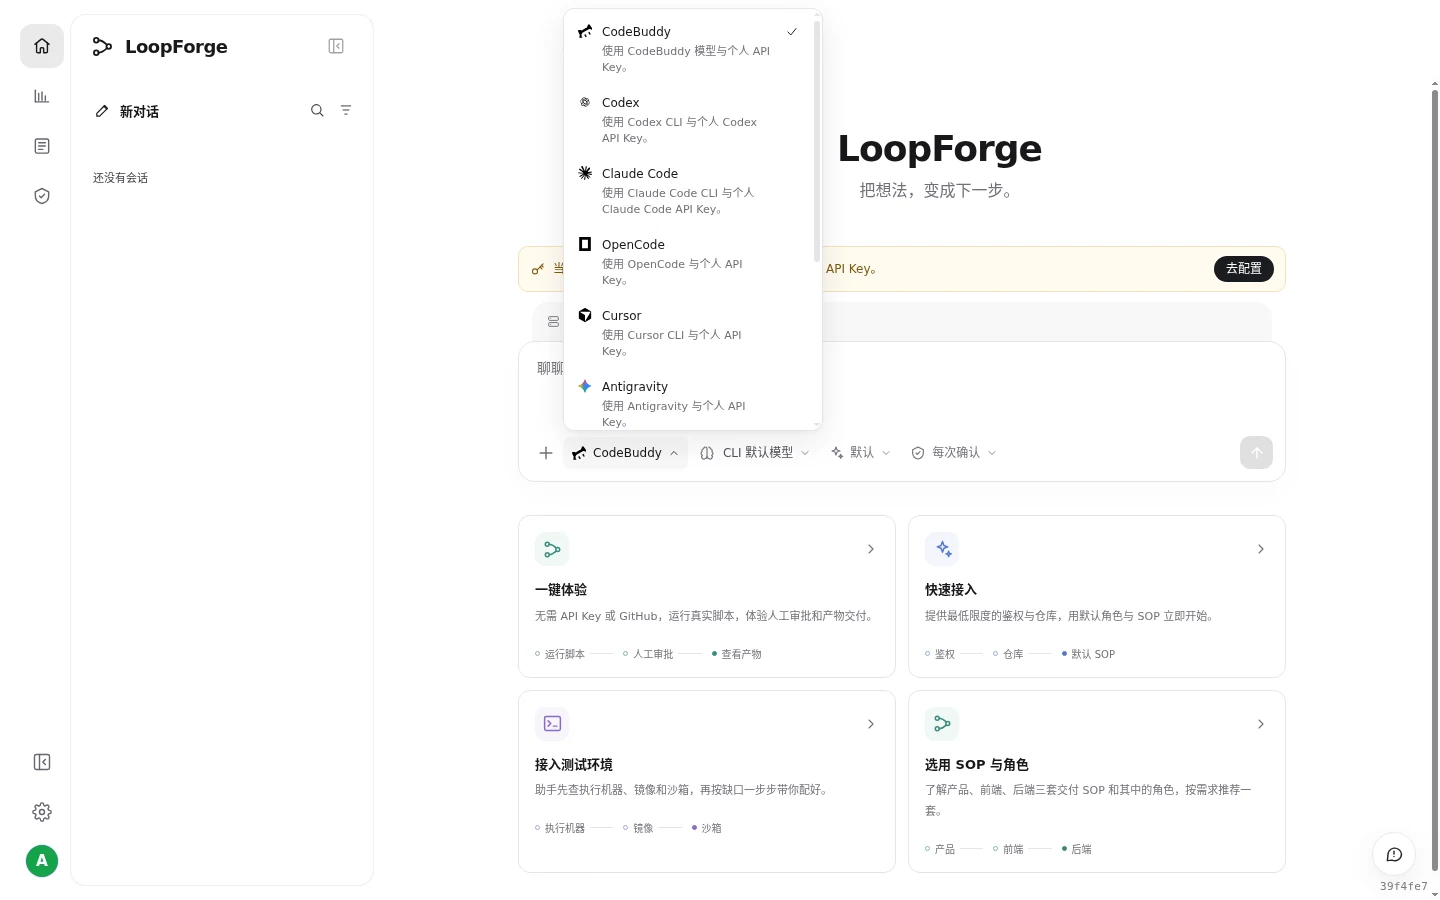 LoopForge
新对话
还没有会话
A
CodeBuddy
使用 CodeBuddy 模型与个人 API
Key。
Codex
使用 Codex CLI 与个人 Codex
API Key。
Claude Code
使用 Claude Code CLI 与个人
Claude Code API Key。
OpenCode
使用 OpenCode 与个人 API
Key。
Cursor
使用 Cursor CLI 与个人 API
Key。
Antigravity
使用 Antigravity 与个人 API
Key。
LoopForge
把想法，变成下一步。
当
API Key。
去配置
聊聊
CodeBuddy
CLI 默认模型
默认
每次确认
一键体验
无需 API Key 或 GitHub，运行真实脚本，体验人工审批和产物交付。
运行脚本
人工审批
查看产物
快速接入
提供最低限度的鉴权与仓库，用默认角色与 SOP 立即开始。
鉴权
仓库
默认 SOP
接入测试环境
助手先查执行机器、镜像和沙箱，再按缺口一步步带你配好。
执行机器
镜像
沙箱
选用 SOP 与角色
了解产品、前端、后端三套交付 SOP 和其中的角色，按需求推荐一
套。
产品
前端
后端
39f4fe7